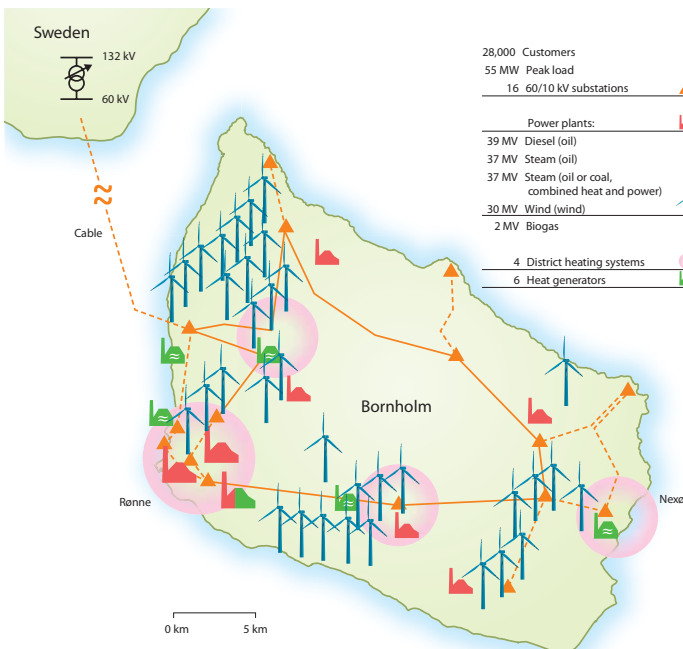 Sweden
132 kV
60 kV
Cable
28,000 Customers
55 MW Peak load
16 60/10 kV substations
Power plants:
39 MV Diesel (oil)
37 MV Steam (oil)
37 MV Steam (oil or coal,
combined heat and power)
30 MV Wind (wind)
2 MV Biogas
4 District heating systems
6 Heat generators
Bornholm
Rønne
Nexø
0 km 5 km